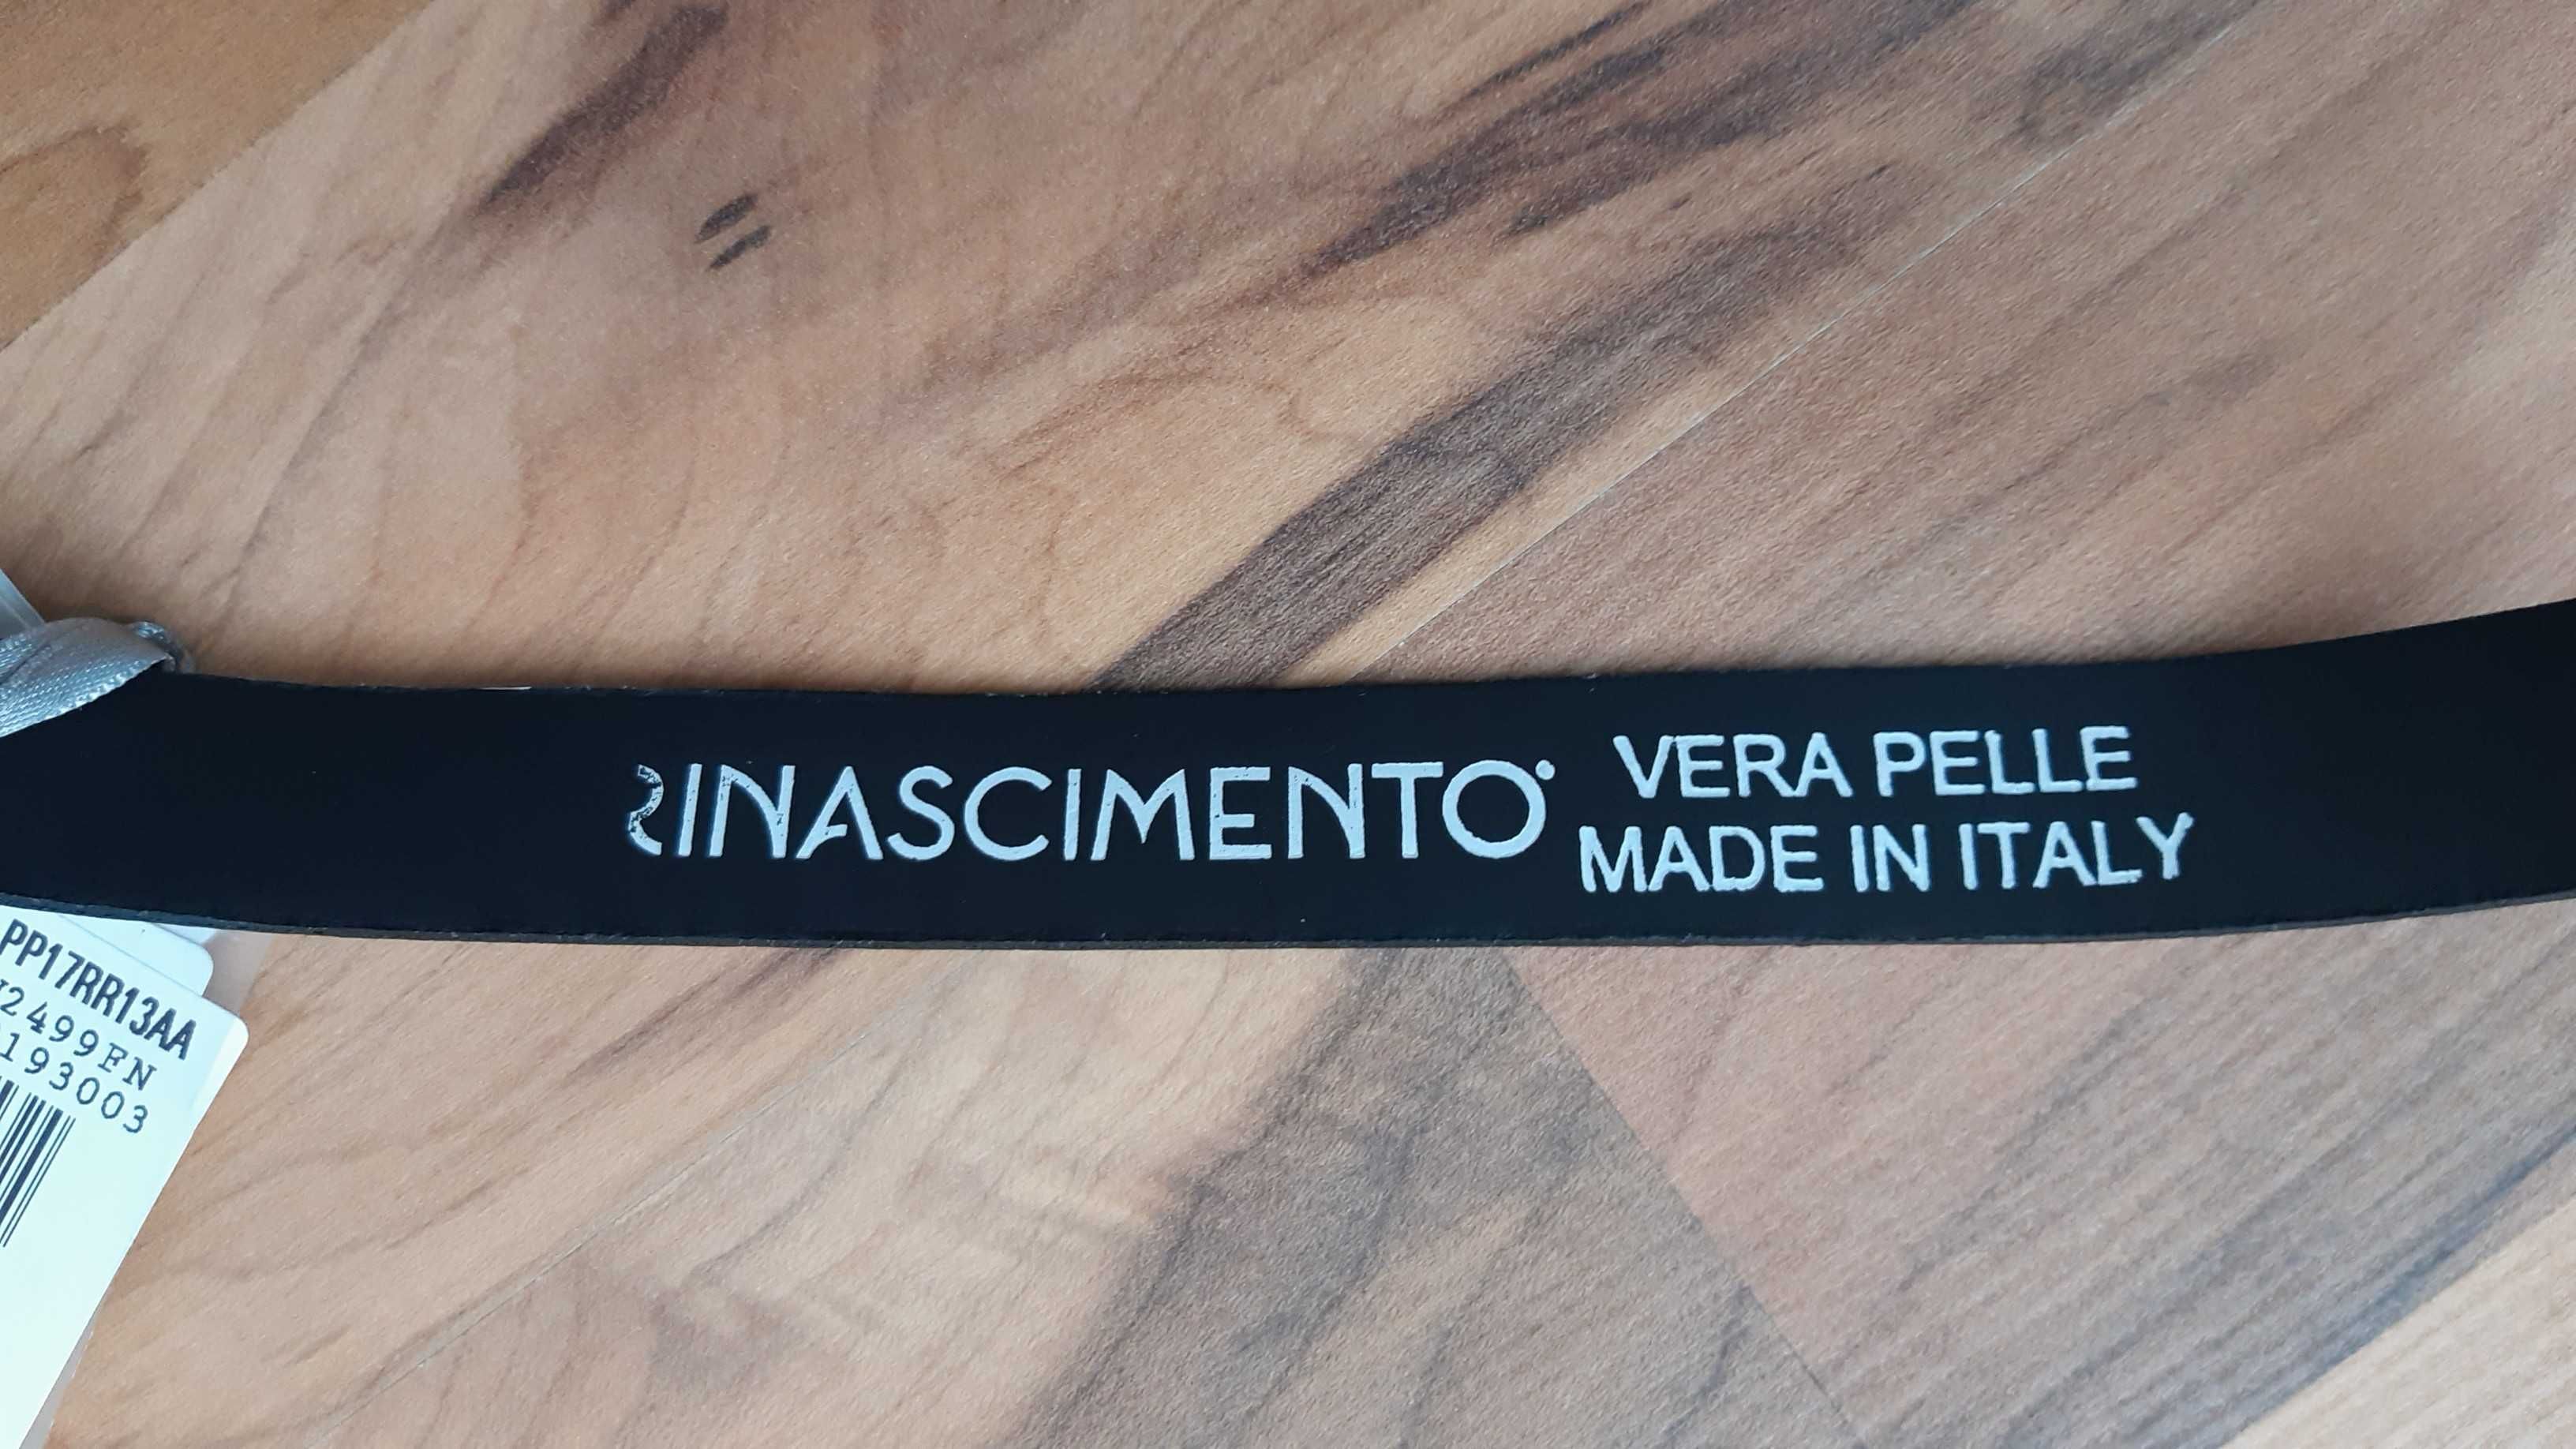 RINASCIMENTO
VERA PELLE
MADE IN ITALY
PP17RR13AA
2499FN
193003